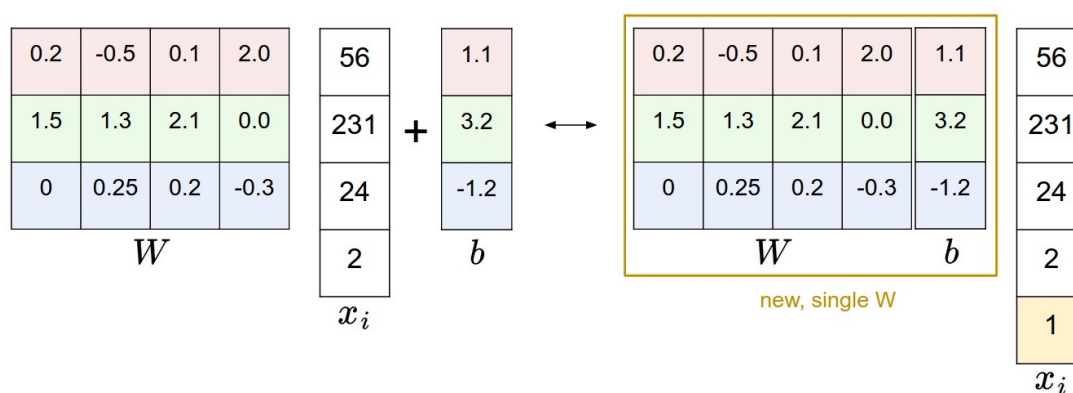 0.2 -0.5 0.1 2.0 56 1.1 0.2 -0.5 0.1 2.0 1.1 56
1.5 1.3 2.1 0.0 231 + 3.2 ↔ 1.5 1.3 2.1 0.0 3.2 231
0 0.25 0.2 -0.3 24 -1.2 0 0.25 0.2 -0.3 -1.2 24
W 2 b W b 2
new, single W
x_i 1
x_i